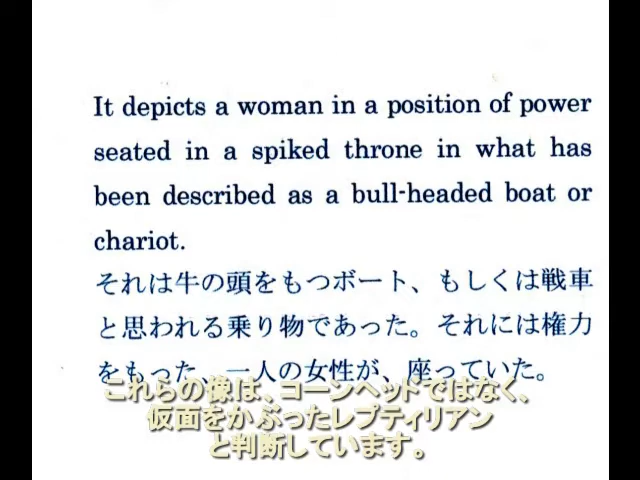 It depicts a woman in a position of power
seated in a spiked throne in what has
been described as a bull-headed boat or
chariot.
それは牛の頭をもつボート、もしくは戦車
と思われる乗り物であった。それには権力
をもった、一人の女性が、座っていた。
これらの像は、コーンヘッドではなく、
仮面をかぶったレプティリアン
と判断しています。